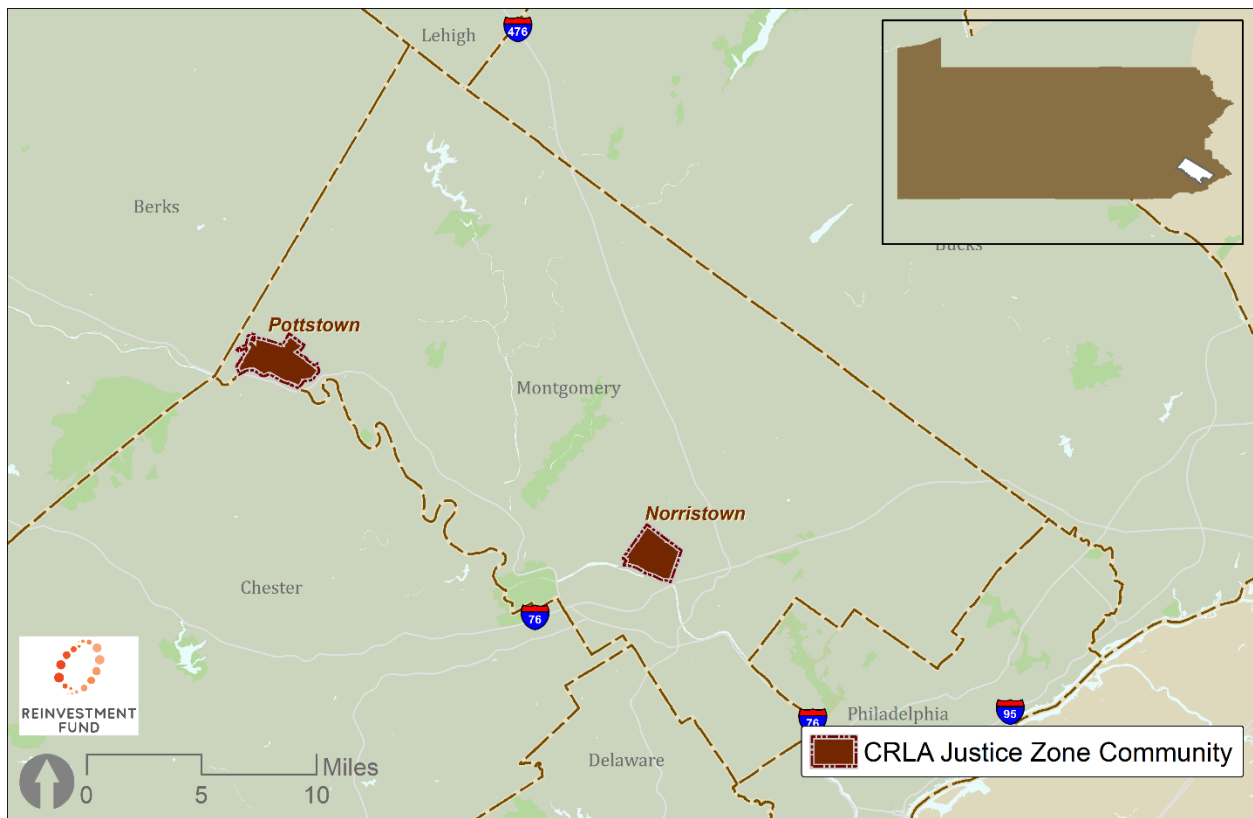 Lehigh
476
Berks
Bucks
Pottstown
Montgomery
Norristown
Chester
76
REINVESTMENT
FUND
Philadelphia
76
95
Delaware
CRLA Justice Zone Community
Miles
0 5 10